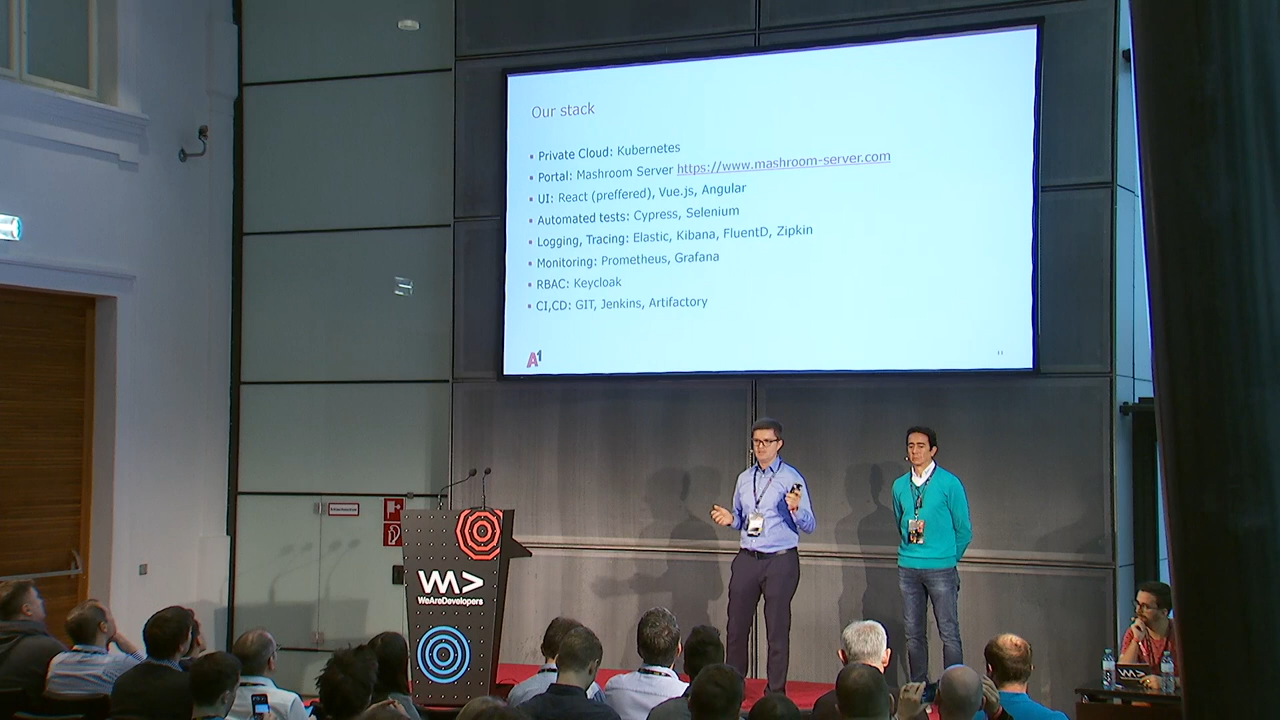 Our stack
▪ Private Cloud: Kubernetes
▪ Portal: Mashroom Server https://www.mashroom-server.com
▪ UI: React (preffered), Vue.js, Angular
▪ Automated tests: Cypress, Selenium
▪ Logging, Tracing: Elastic, Kibana, FluentD, Zipkin
▪ Monitoring: Prometheus, Grafana
▪ RBAC: Keycloak
▪ CI,CD: GIT, Jenkins, Artifactory
A1
11
WeAreDevelopers